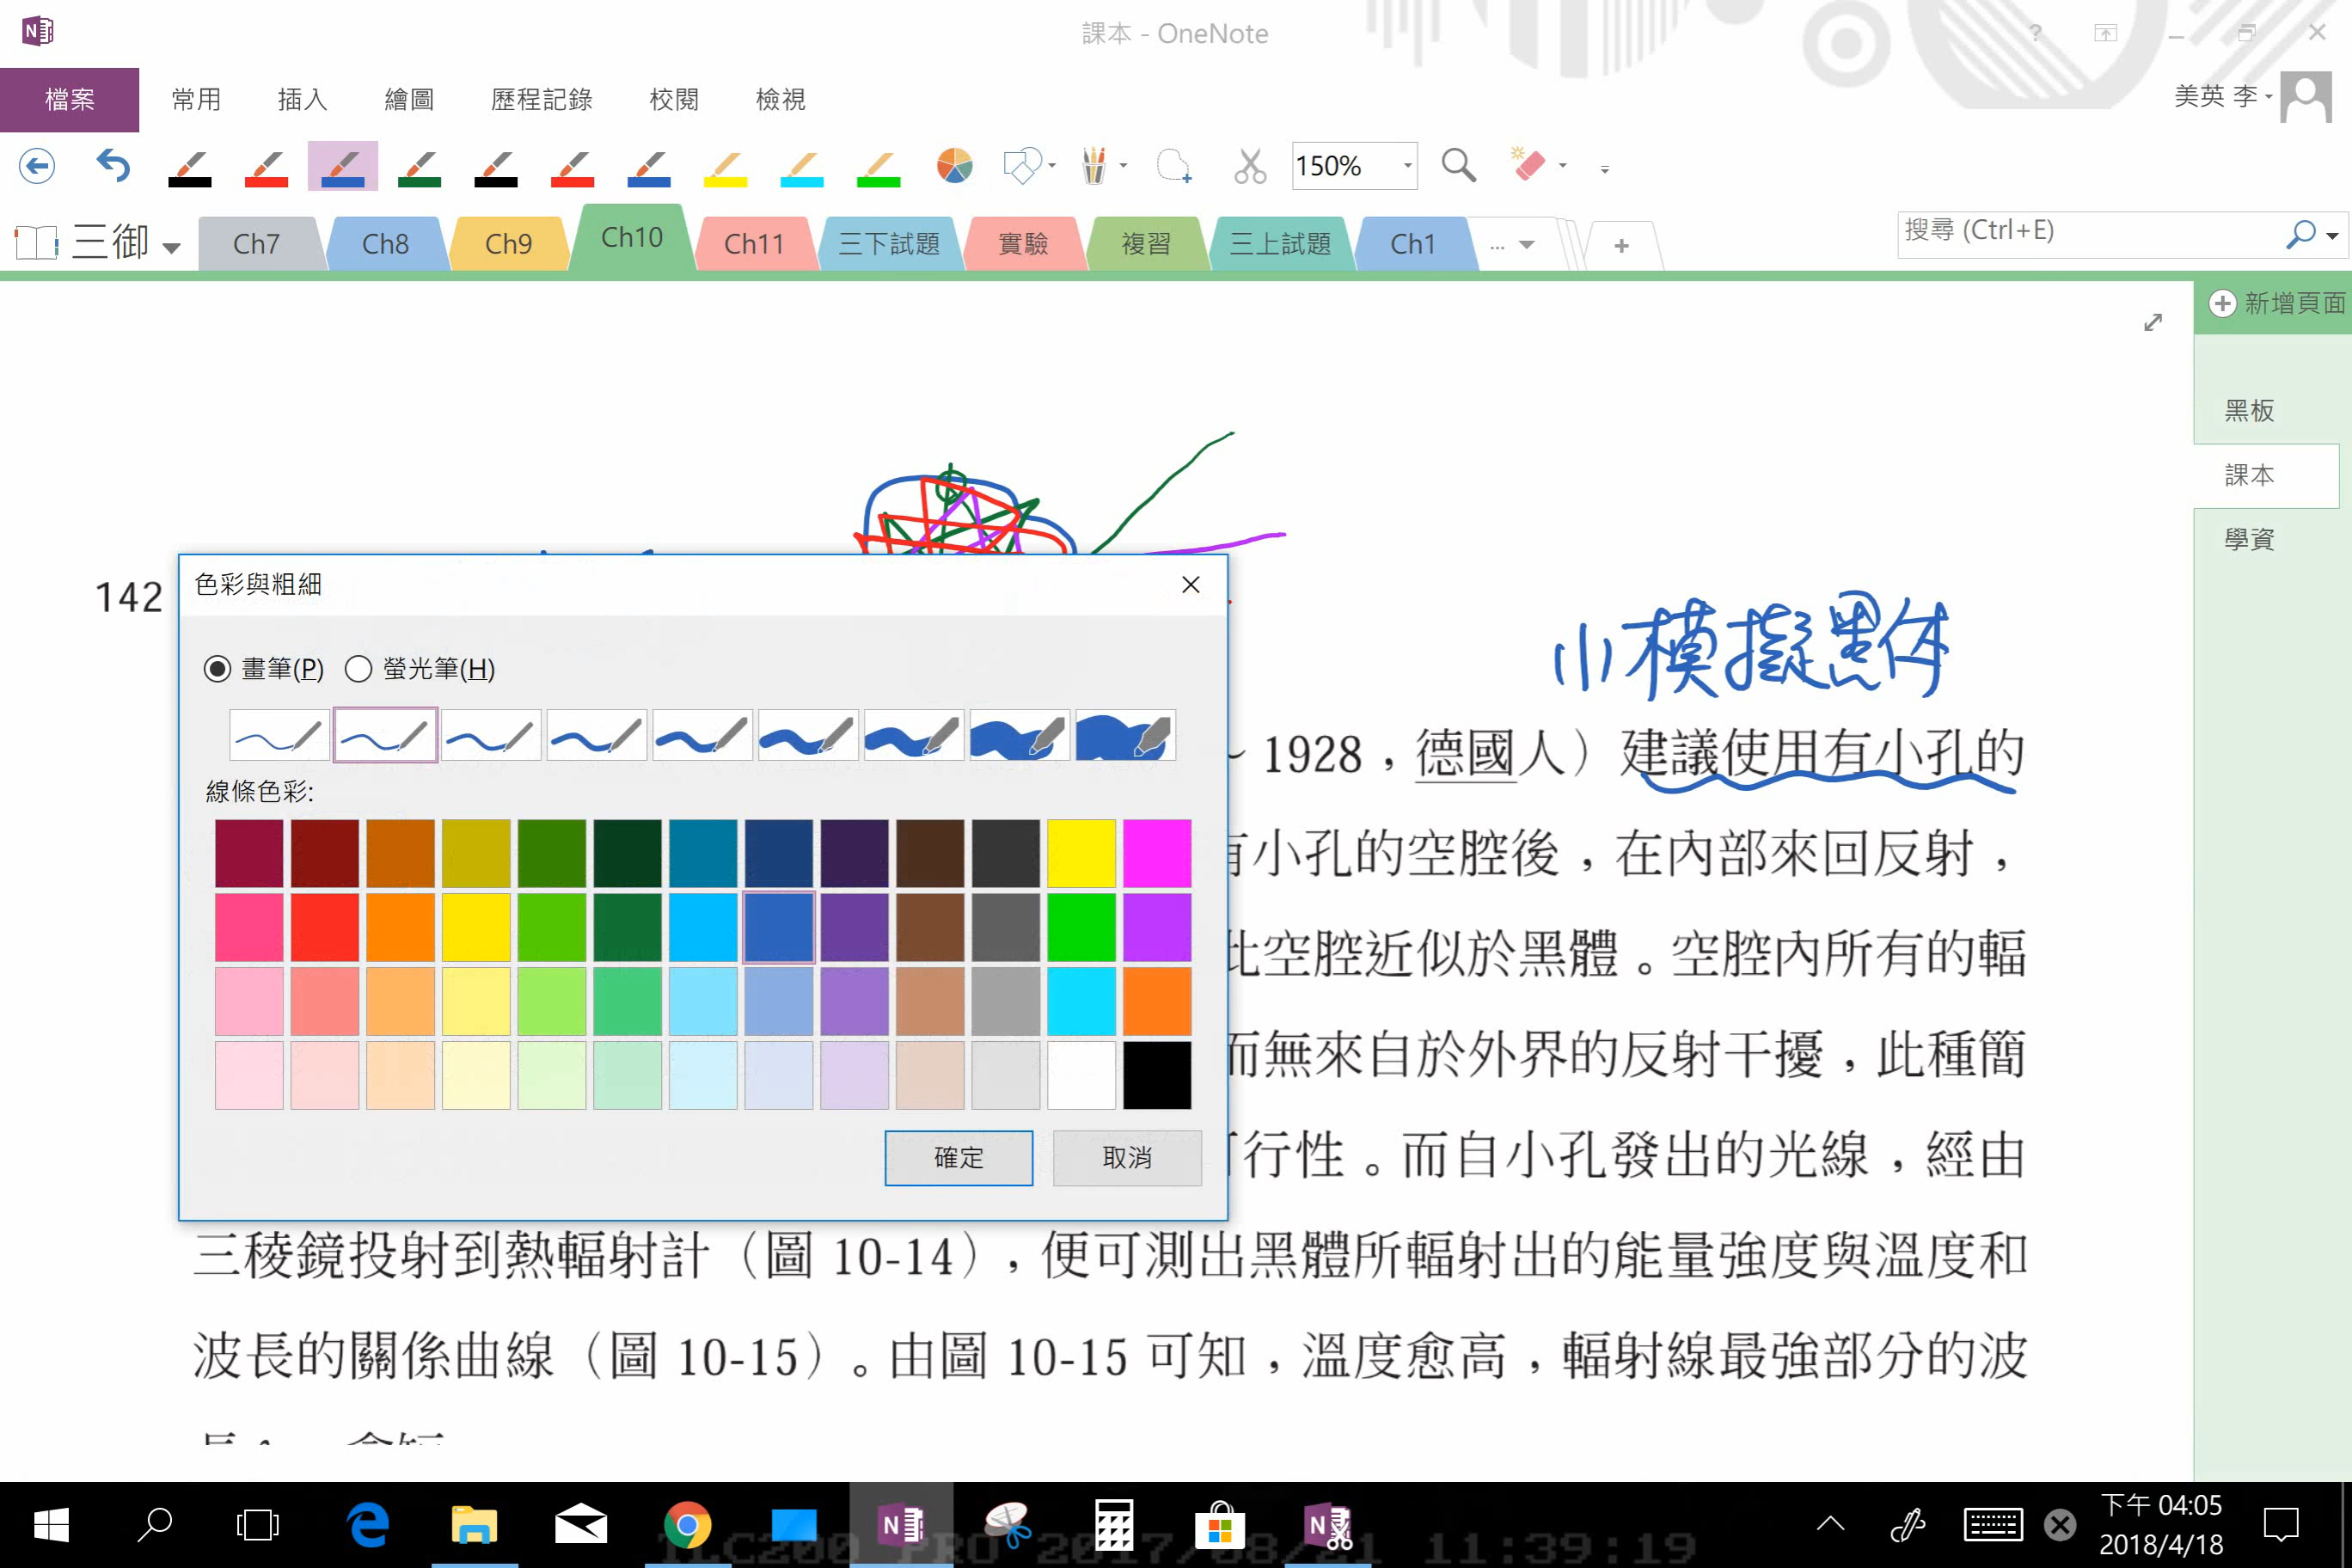 課本 - OneNote
檔案 常用 插入 繪圖 歷程記錄 校閱 檢視 美英 李
150%
三御 Ch7 Ch8 Ch9 Ch10 Ch11 三下試題 實驗 複習 三上試題 Ch1 ... + 搜尋 (Ctrl+E)
新增頁面
黑板
課本
學資
142
小模擬黑体
色彩與粗細
畫筆(P) 螢光筆(H)
線條色彩:
確定 取消
1928,德國人)建議使用有小孔的
小孔的空腔後,在內部來回反射,
此空腔近似於黑體。空腔內所有的輻
而無來自於外界的反射干擾,此種簡
行性。而自小孔發出的光線,經由
三稜鏡投射到熱輻射計(圖 10-14),便可測出黑體所輻射出的能量強度與溫度和
波長的關係曲線(圖 10-15)。由圖 10-15 可知,溫度愈高,輻射線最強部分的波
下午 04:05
2018/4/18
PRO 2017/08/21 11:39:19